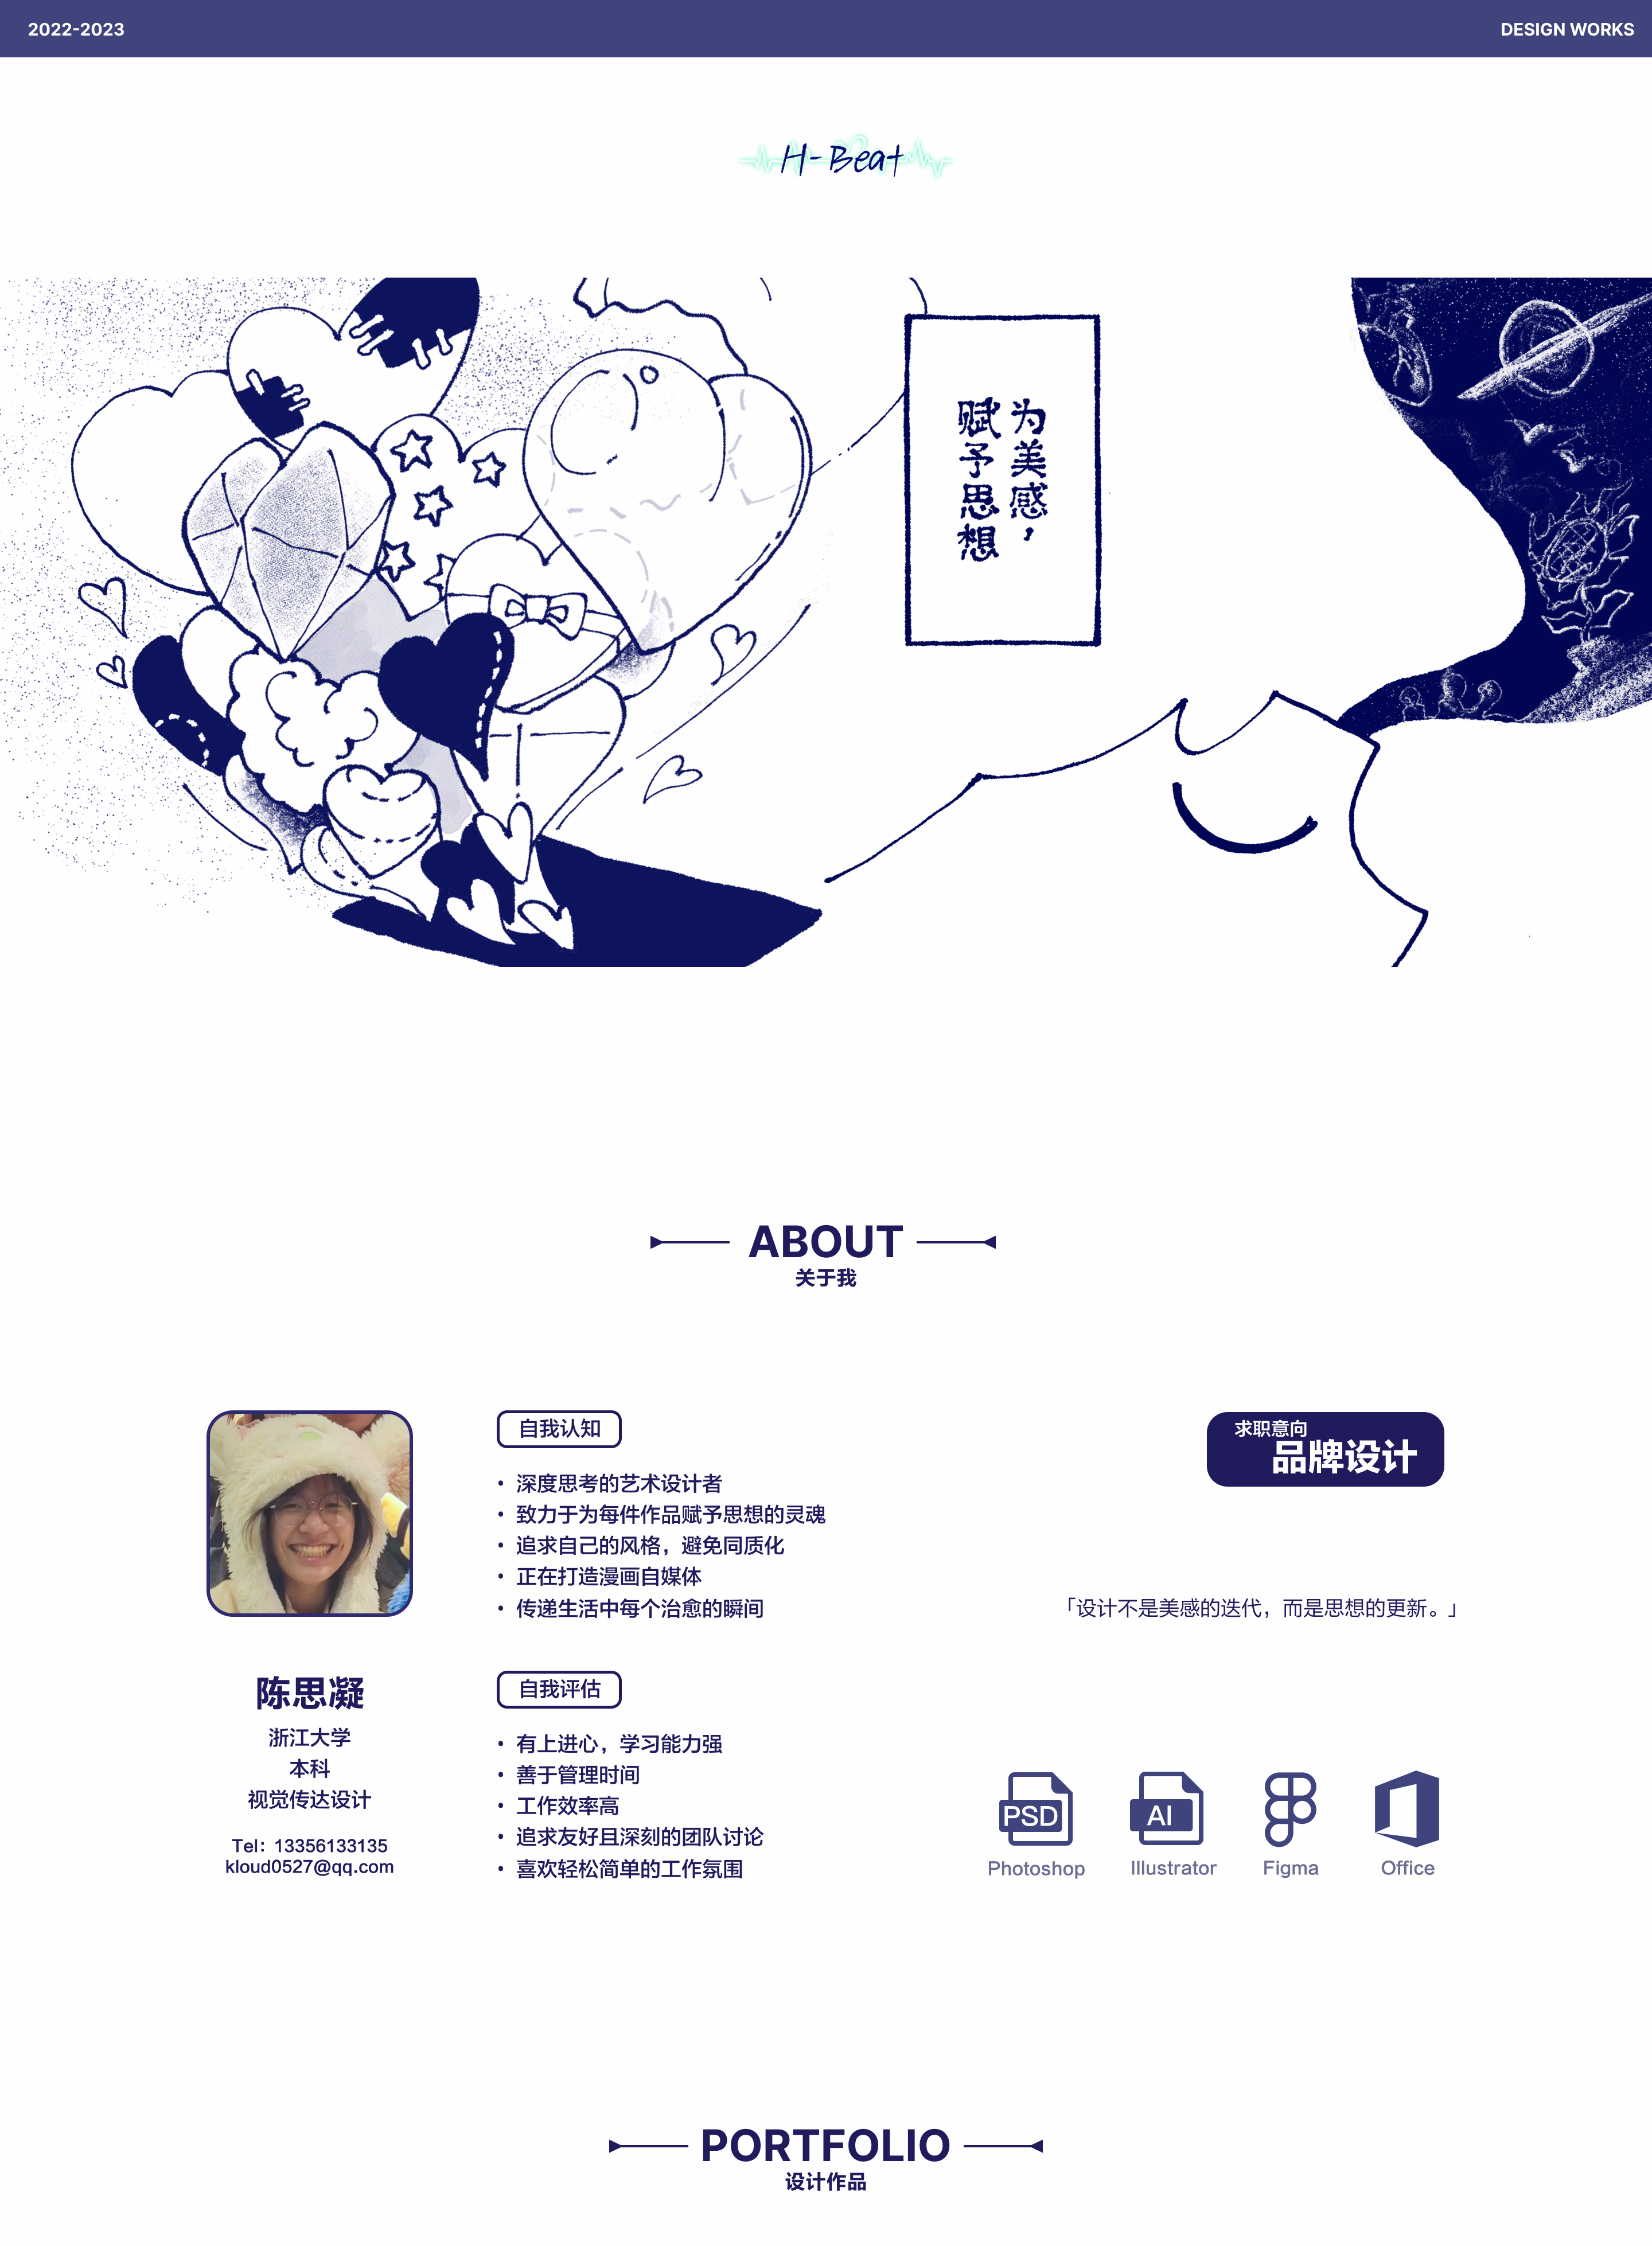 2022-2023
DESIGN WORKS
H-Beat
为美感，
赋予思想
ABOUT
关于我
陈思凝
浙江大学
本科
视觉传达设计
Tel：13356133135
kloud0527@qq.com
自我认知
• 深度思考的艺术设计者
• 致力于为每件作品赋予思想的灵魂
• 追求自己的风格，避免同质化
• 正在打造漫画自媒体
• 传递生活中每个治愈的瞬间
自我评估
• 有上进心，学习能力强
• 善于管理时间
• 工作效率高
• 追求友好且深刻的团队讨论
• 喜欢轻松简单的工作氛围
求职意向
品牌设计
「设计不是美感的迭代，而是思想的更新。」
PSD
AI
Photoshop
Illustrator
Figma
Office
PORTFOLIO
设计作品